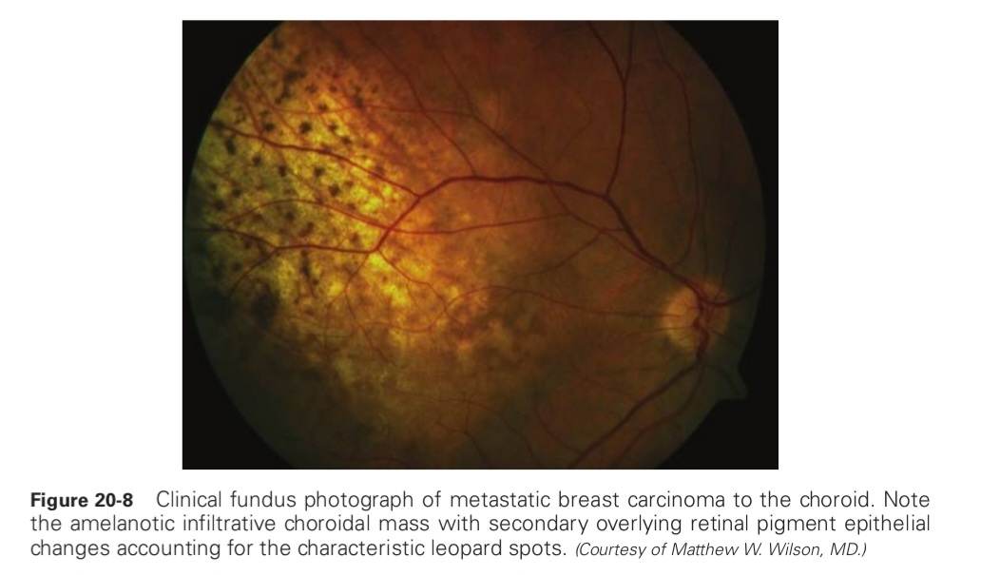 Figure 20-8 Clinical fundus photograph of metastatic breast carcinoma to the choroid. Note
the amelanotic infiltrative choroidal mass with secondary overlying retinal pigment epithelial
changes accounting for the characteristic leopard spots. (Courtesy of Matthew W. Wilson, MD.)